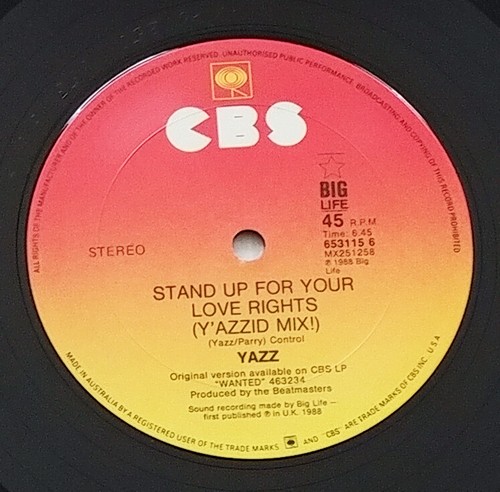 ALL RIGHTS OF THE MANUFACTURER AND OF THE OWNER OF THE RECORDED WORK RESERVED. UNAUTHORISED PUBLIC PERFORMANCE, BROADCASTING AND COPYING OF THIS RECORD PROHIBITED
CBS
BIG
LIFE
45 R.P.M
Time: 6:45
653115 6
MX251258
℗ 1988 Big
Life
STEREO
STAND UP FOR YOUR
LOVE RIGHTS
(Y'AZZID MIX!)
(Yazz/Parry) Control
YAZZ
Original version available on CBS LP
"WANTED" 463234
Produced by the Beatmasters
Sound recording made by Big Life –
first published ℗ in U.K. 1988
MADE IN AUSTRALIA BY A REGISTERED USER OF THE TRADE MARKS AND "CBS" ARE TRADE MARKS OF CBS INC. U.S.A